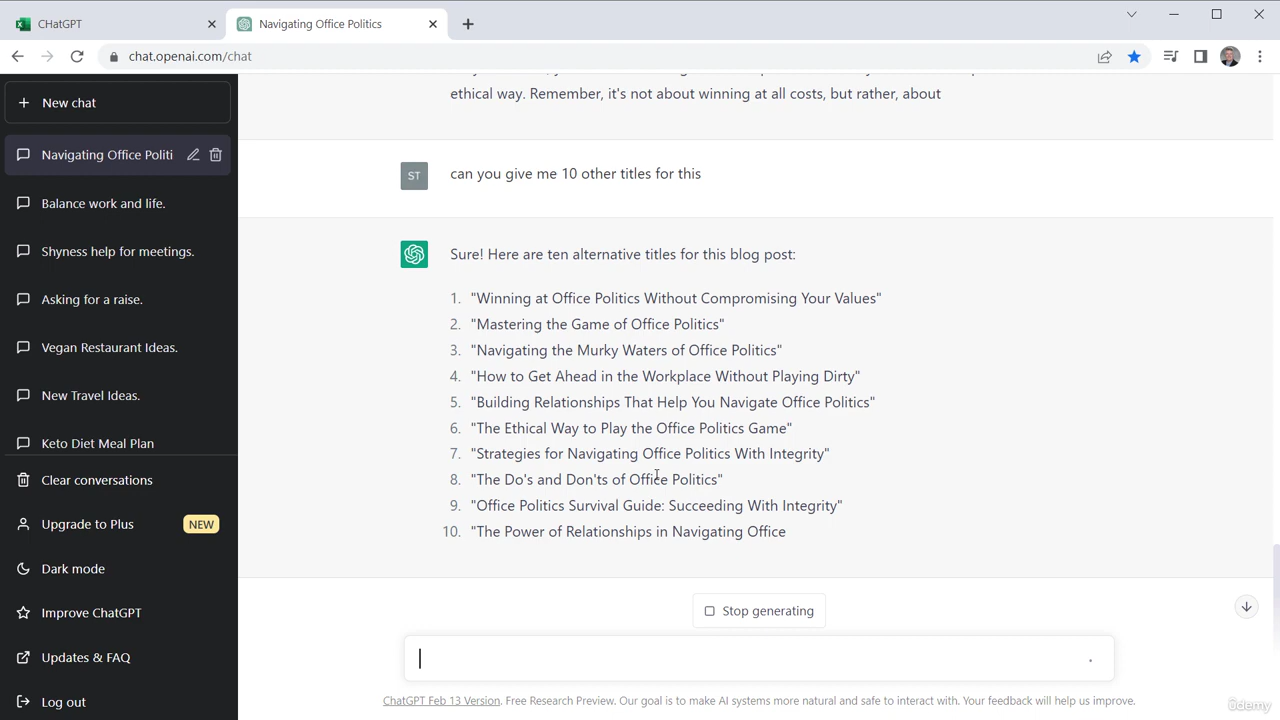 CHatGPT
Navigating Office Politics
chat.openai.com/chat
New chat
Navigating Office Politi
Balance work and life.
Shyness help for meetings.
Asking for a raise.
Vegan Restaurant Ideas.
New Travel Ideas.
Keto Diet Meal Plan
Clear conversations
Upgrade to Plus NEW
Dark mode
Improve ChatGPT
Updates & FAQ
Log out
ethical way. Remember, it's not about winning at all costs, but rather, about
ST can you give me 10 other titles for this
Sure! Here are ten alternative titles for this blog post:
1. "Winning at Office Politics Without Compromising Your Values"
2. "Mastering the Game of Office Politics"
3. "Navigating the Murky Waters of Office Politics"
4. "How to Get Ahead in the Workplace Without Playing Dirty"
5. "Building Relationships That Help You Navigate Office Politics"
6. "The Ethical Way to Play the Office Politics Game"
7. "Strategies for Navigating Office Politics With Integrity"
8. "The Do's and Don'ts of Office Politics"
9. "Office Politics Survival Guide: Succeeding With Integrity"
10. "The Power of Relationships in Navigating Office
Stop generating
ChatGPT Feb 13 Version. Free Research Preview. Our goal is to make AI systems more natural and safe to interact with. Your feedback will help us improve.
ûdemy